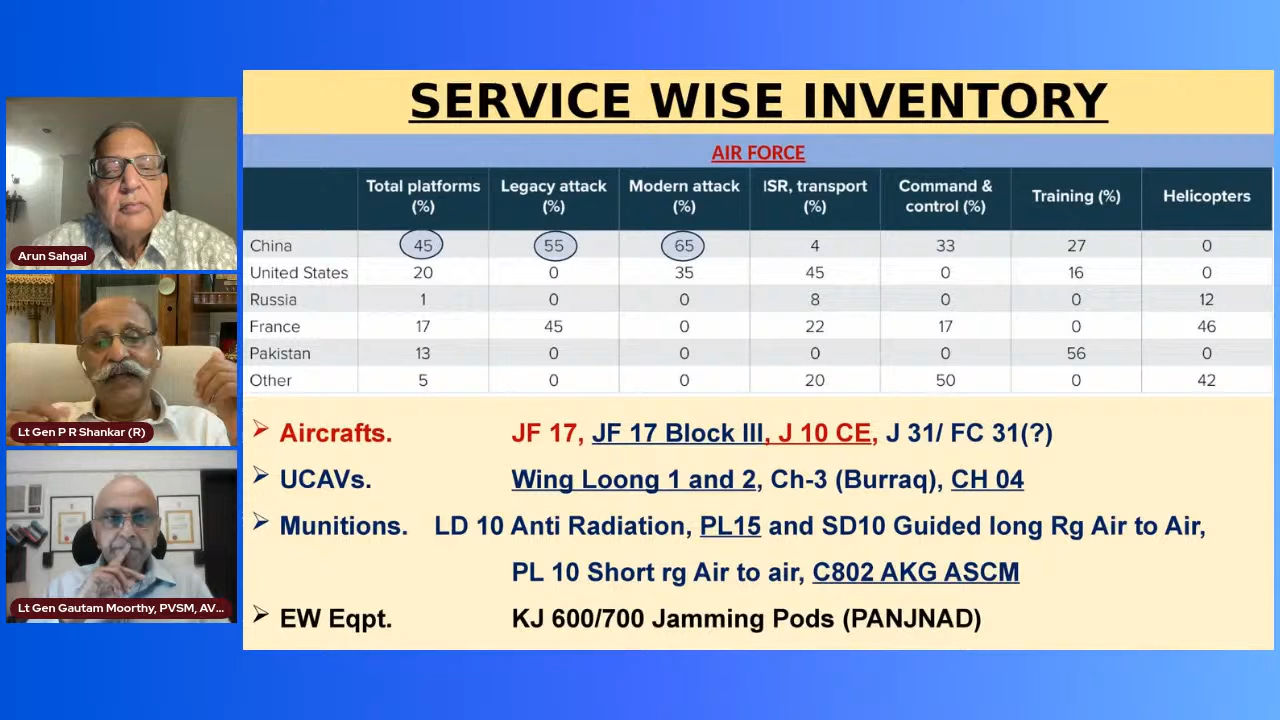 SERVICE WISE INVENTORY
AIR FORCE
Total platforms (%) Legacy attack (%) Modern attack (%) ISR, transport (%) Command & control (%) Training (%) Helicopters
China 45 55 65 4 33 27 0
United States 20 0 35 45 0 16 0
Russia 1 0 0 8 0 0 12
France 17 45 0 22 17 0 46
Pakistan 13 0 0 0 0 56 0
Other 5 0 0 20 50 0 42
Aircrafts. JF 17, JF 17 Block III, J 10 CE, J 31/ FC 31(?)
UCAVs. Wing Loong 1 and 2, Ch-3 (Burraq), CH 04
Munitions. LD 10 Anti Radiation, PL15 and SD10 Guided long Rg Air to Air,
PL 10 Short rg Air to air, C802 AKG ASCM
EW Eqpt. KJ 600/700 Jamming Pods (PANJNAD)
Arun Sahgal
Lt Gen P R Shankar (R)
Lt Gen Gautam Moorthy, PVSM, AV...